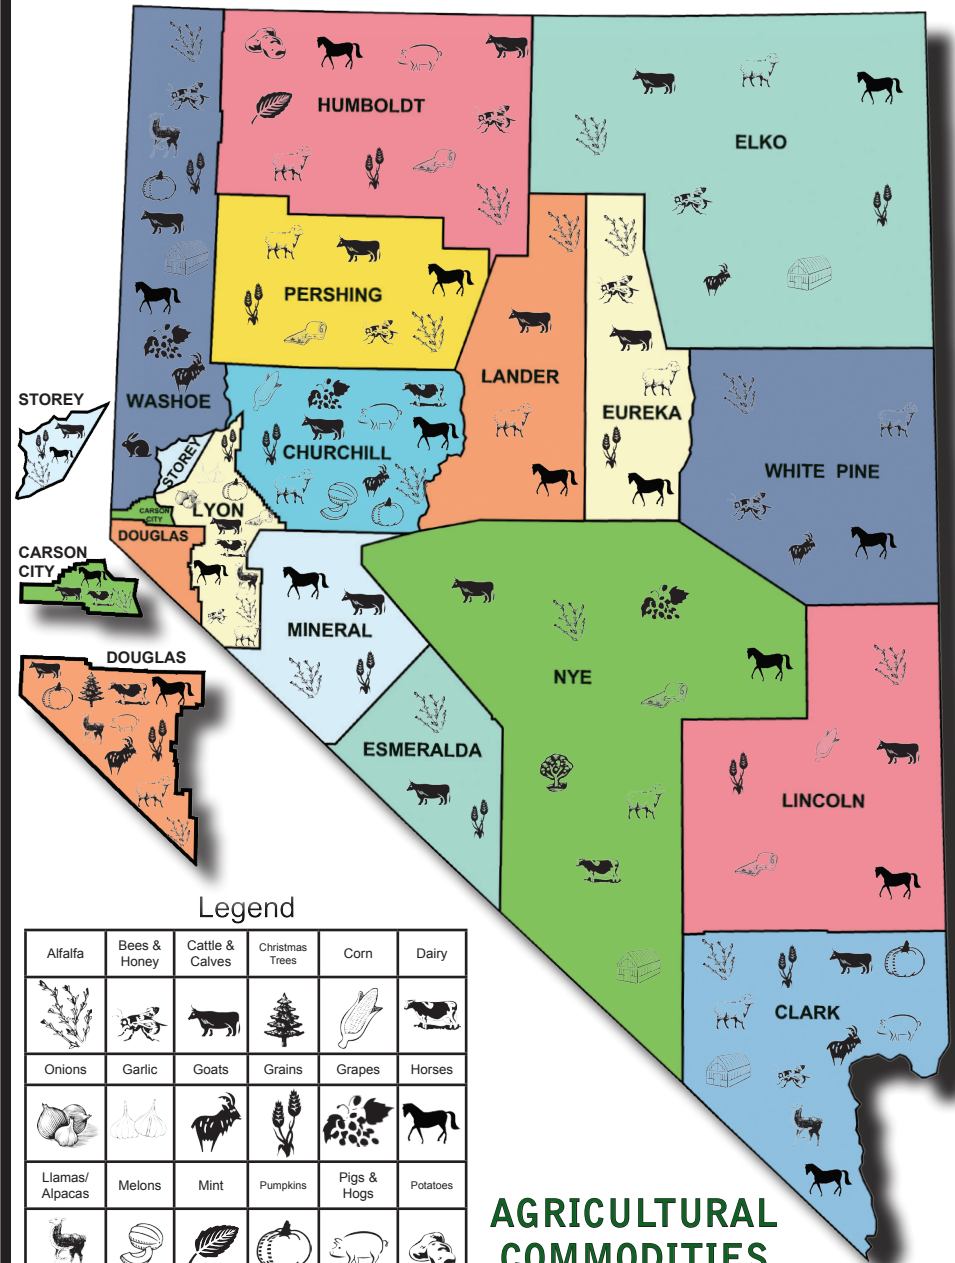 HUMBOLDT
ELKO
PERSHING
LANDER
EUREKA
STOREY
WASHOE
STOREY
CHURCHILL
WHITE PINE
LYON
CARSON
CITY
DOUGLAS
CARSON
CITY
MINERAL
NYE
DOUGLAS
ESMERALDA
LINCOLN
CLARK
Legend
Alfalfa
Bees &
Honey
Cattle &
Calves
Christmas
Trees
Corn
Dairy
Onions
Garlic
Goats
Grains
Grapes
Horses
Llamas/
Alpacas
Melons
Mint
Pumpkins
Pigs &
Hogs
Potatoes
AGRICULTURAL
COMMODITIES